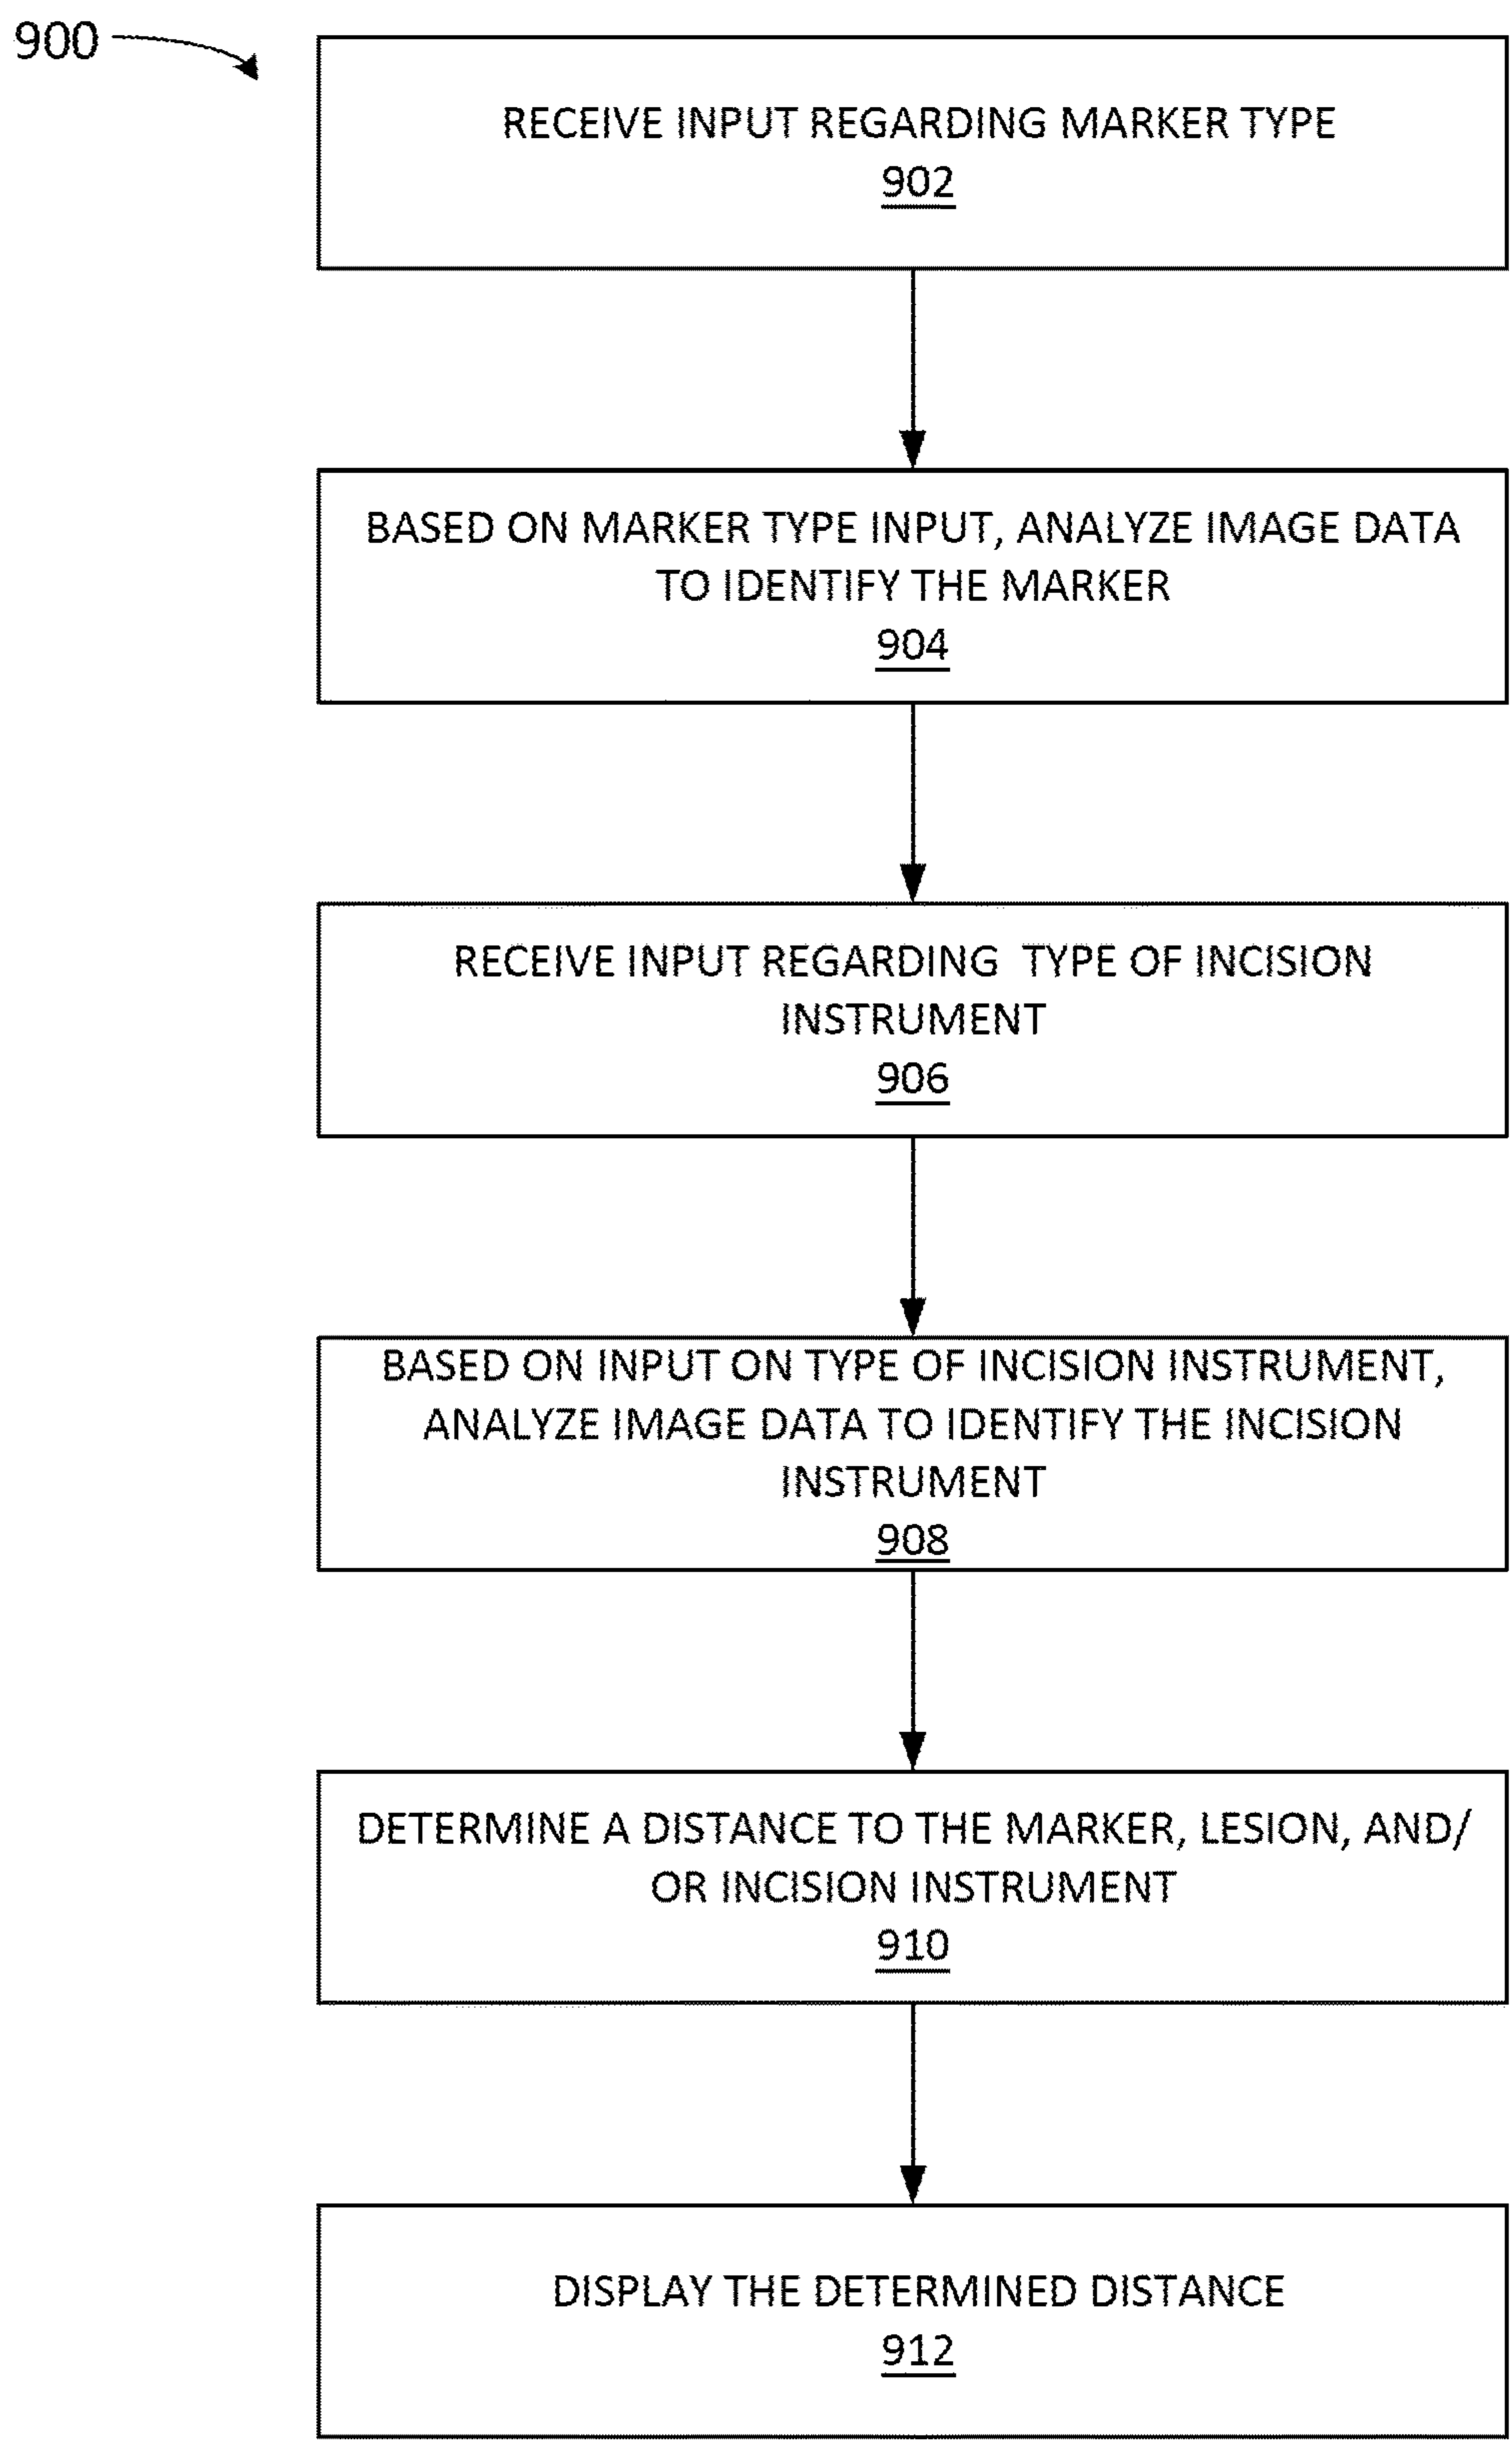 900
RECEIVE INPUT REGARDING MARKER TYPE
902
BASED ON MARKER TYPE INPUT, ANALYZE IMAGE DATA
TO IDENTIFY THE MARKER
904
RECEIVE INPUT REGARDING TYPE OF INCISION
INSTRUMENT
906
BASED ON INPUT ON TYPE OF INCISION INSTRUMENT,
ANALYZE IMAGE DATA TO IDENTIFY THE INCISION
INSTRUMENT
908
DETERMINE A DISTANCE TO THE MARKER, LESION, AND/
OR INCISION INSTRUMENT
910
DISPLAY THE DETERMINED DISTANCE
912